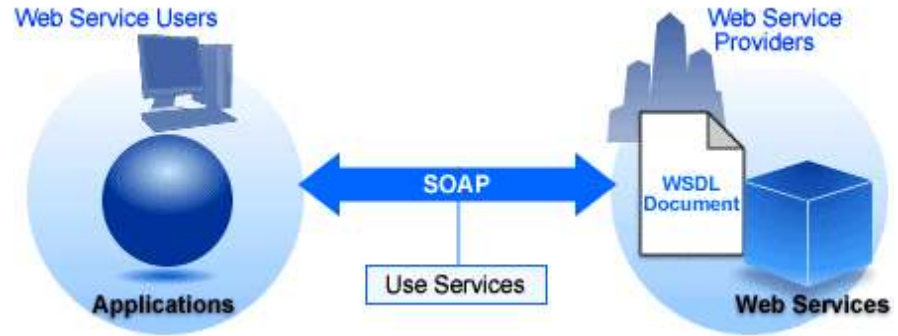 Web Service Users
Web Service
Providers
SOAP
WSDL
Document
Use Services
Applications
Web Services